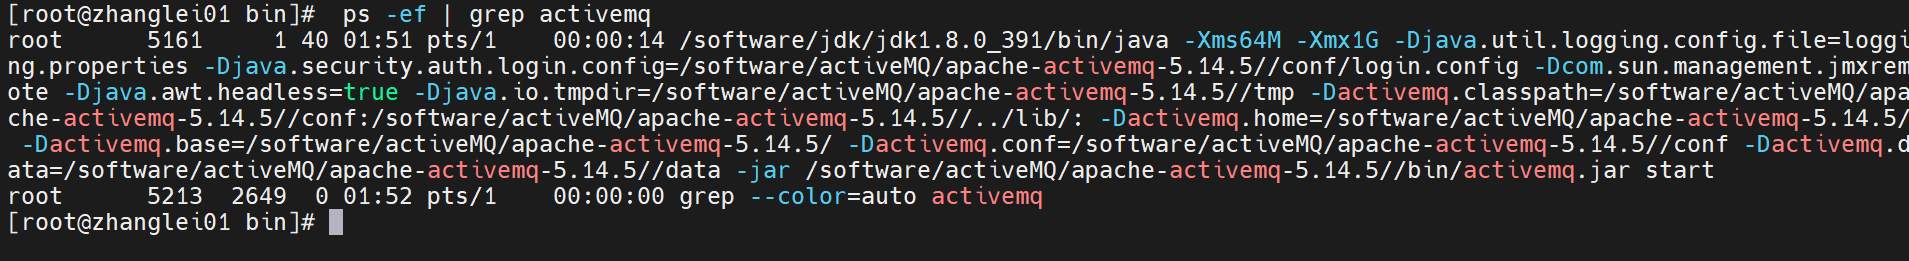 [root@zhanglei01 bin]#  ps -ef | grep activemq
root      5161     1 40 01:51 pts/1    00:00:14 /software/jdk/jdk1.8.0_391/bin/java -Xms64M -Xmx1G -Djava.util.logging.config.file=loggi
ng.properties -Djava.security.auth.login.config=/software/activeMQ/apache-activemq-5.14.5//conf/login.config -Dcom.sun.management.jmxrem
ote -Djava.awt.headless=true -Djava.io.tmpdir=/software/activeMQ/apache-activemq-5.14.5//tmp -Dactivemq.classpath=/software/activeMQ/apa
che-activemq-5.14.5//conf:/software/activeMQ/apache-activemq-5.14.5//../lib/: -Dactivemq.home=/software/activeMQ/apache-activemq-5.14.5/
 -Dactivemq.base=/software/activeMQ/apache-activemq-5.14.5/ -Dactivemq.conf=/software/activeMQ/apache-activemq-5.14.5//conf -Dactivemq.d
ata=/software/activeMQ/apache-activemq-5.14.5//data -jar /software/activeMQ/apache-activemq-5.14.5//bin/activemq.jar start
root      5213  2649  0 01:52 pts/1    00:00:00 grep --color=auto activemq
[root@zhanglei01 bin]#